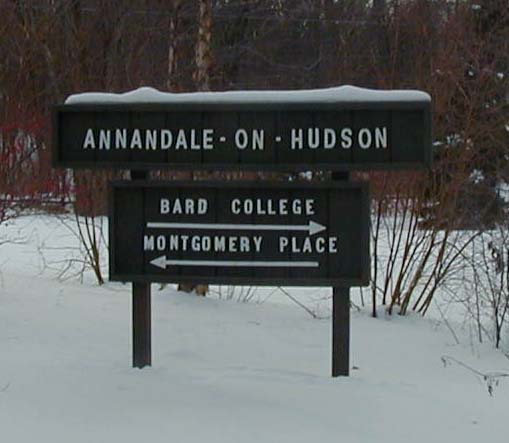 ANNANDALE-ON-HUDSON
BARD COLLEGE
MONTGOMERY PLACE